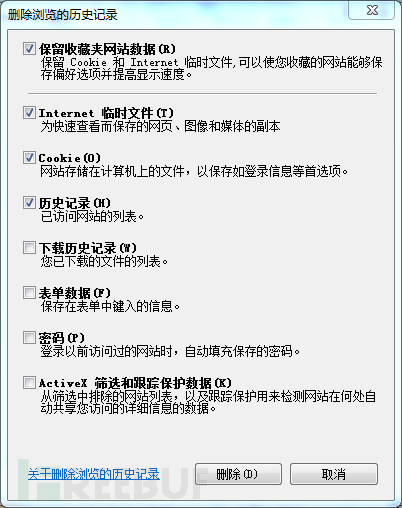 删除浏览的历史记录
保留收藏夹网站数据(R)
保留 Cookie 和 Internet 临时文件,可以使您收藏的网站能够保
存偏好选项并提高显示速度。
Internet 临时文件(T)
为快速查看而保存的网页、图像和媒体的副本
Cookie(O)
网站存储在计算机上的文件，以保存如登录信息等首选项。
历史记录(H)
已访问网站的列表。
下载历史记录(W)
您已下载的文件的列表。
表单数据(F)
保存在表单中键入的信息。
密码(P)
登录以前访问过的网站时，自动填充保存的密码。
ActiveX 筛选和跟踪保护数据(K)
从筛选中排除的网站列表，以及跟踪保护用来检测网站在何处自
动共享您访问的详细信息的数据。
关于删除浏览的历史记录
删除(D)
取消
FREEBUF